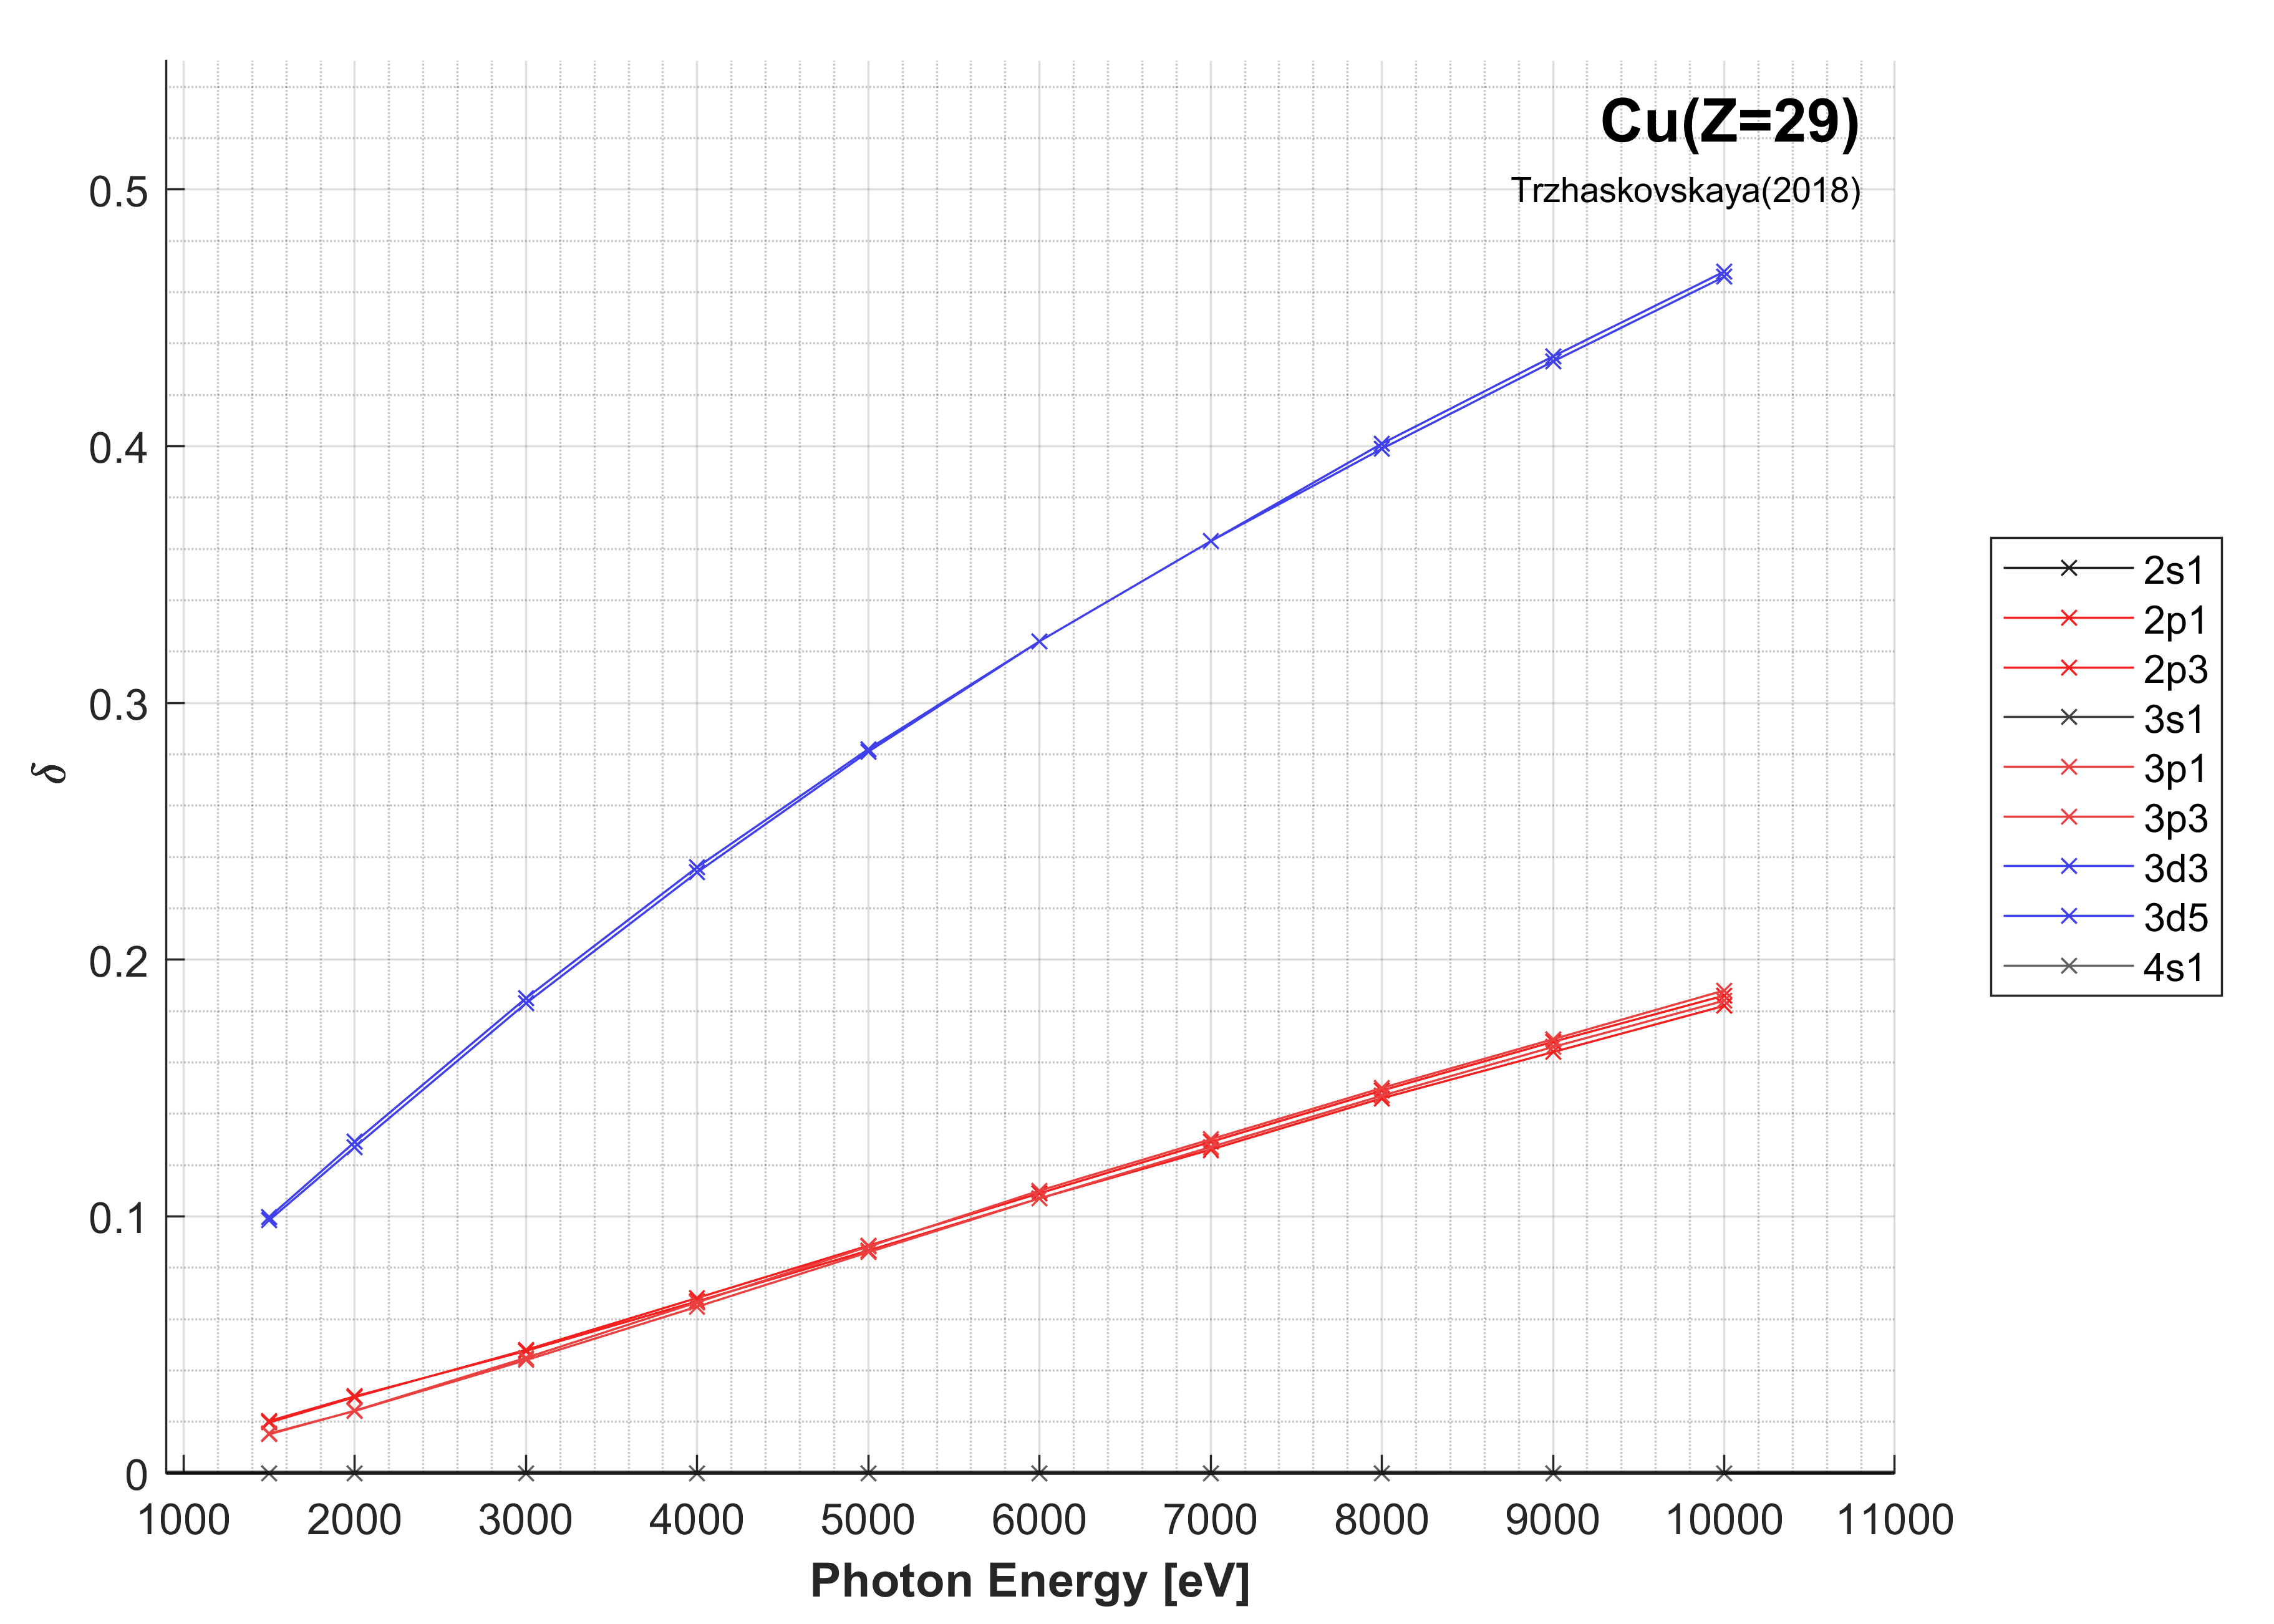 Cu(Z=29)
Trzhaskovskaya(2018)
0.5
0.4
0.3
0.2
0.1
0
δ
1000 2000 3000 4000 5000 6000 7000 8000 9000 10000 11000
Photon Energy [eV]
2s1
2p1
2p3
3s1
3p1
3p3
3d3
3d5
4s1